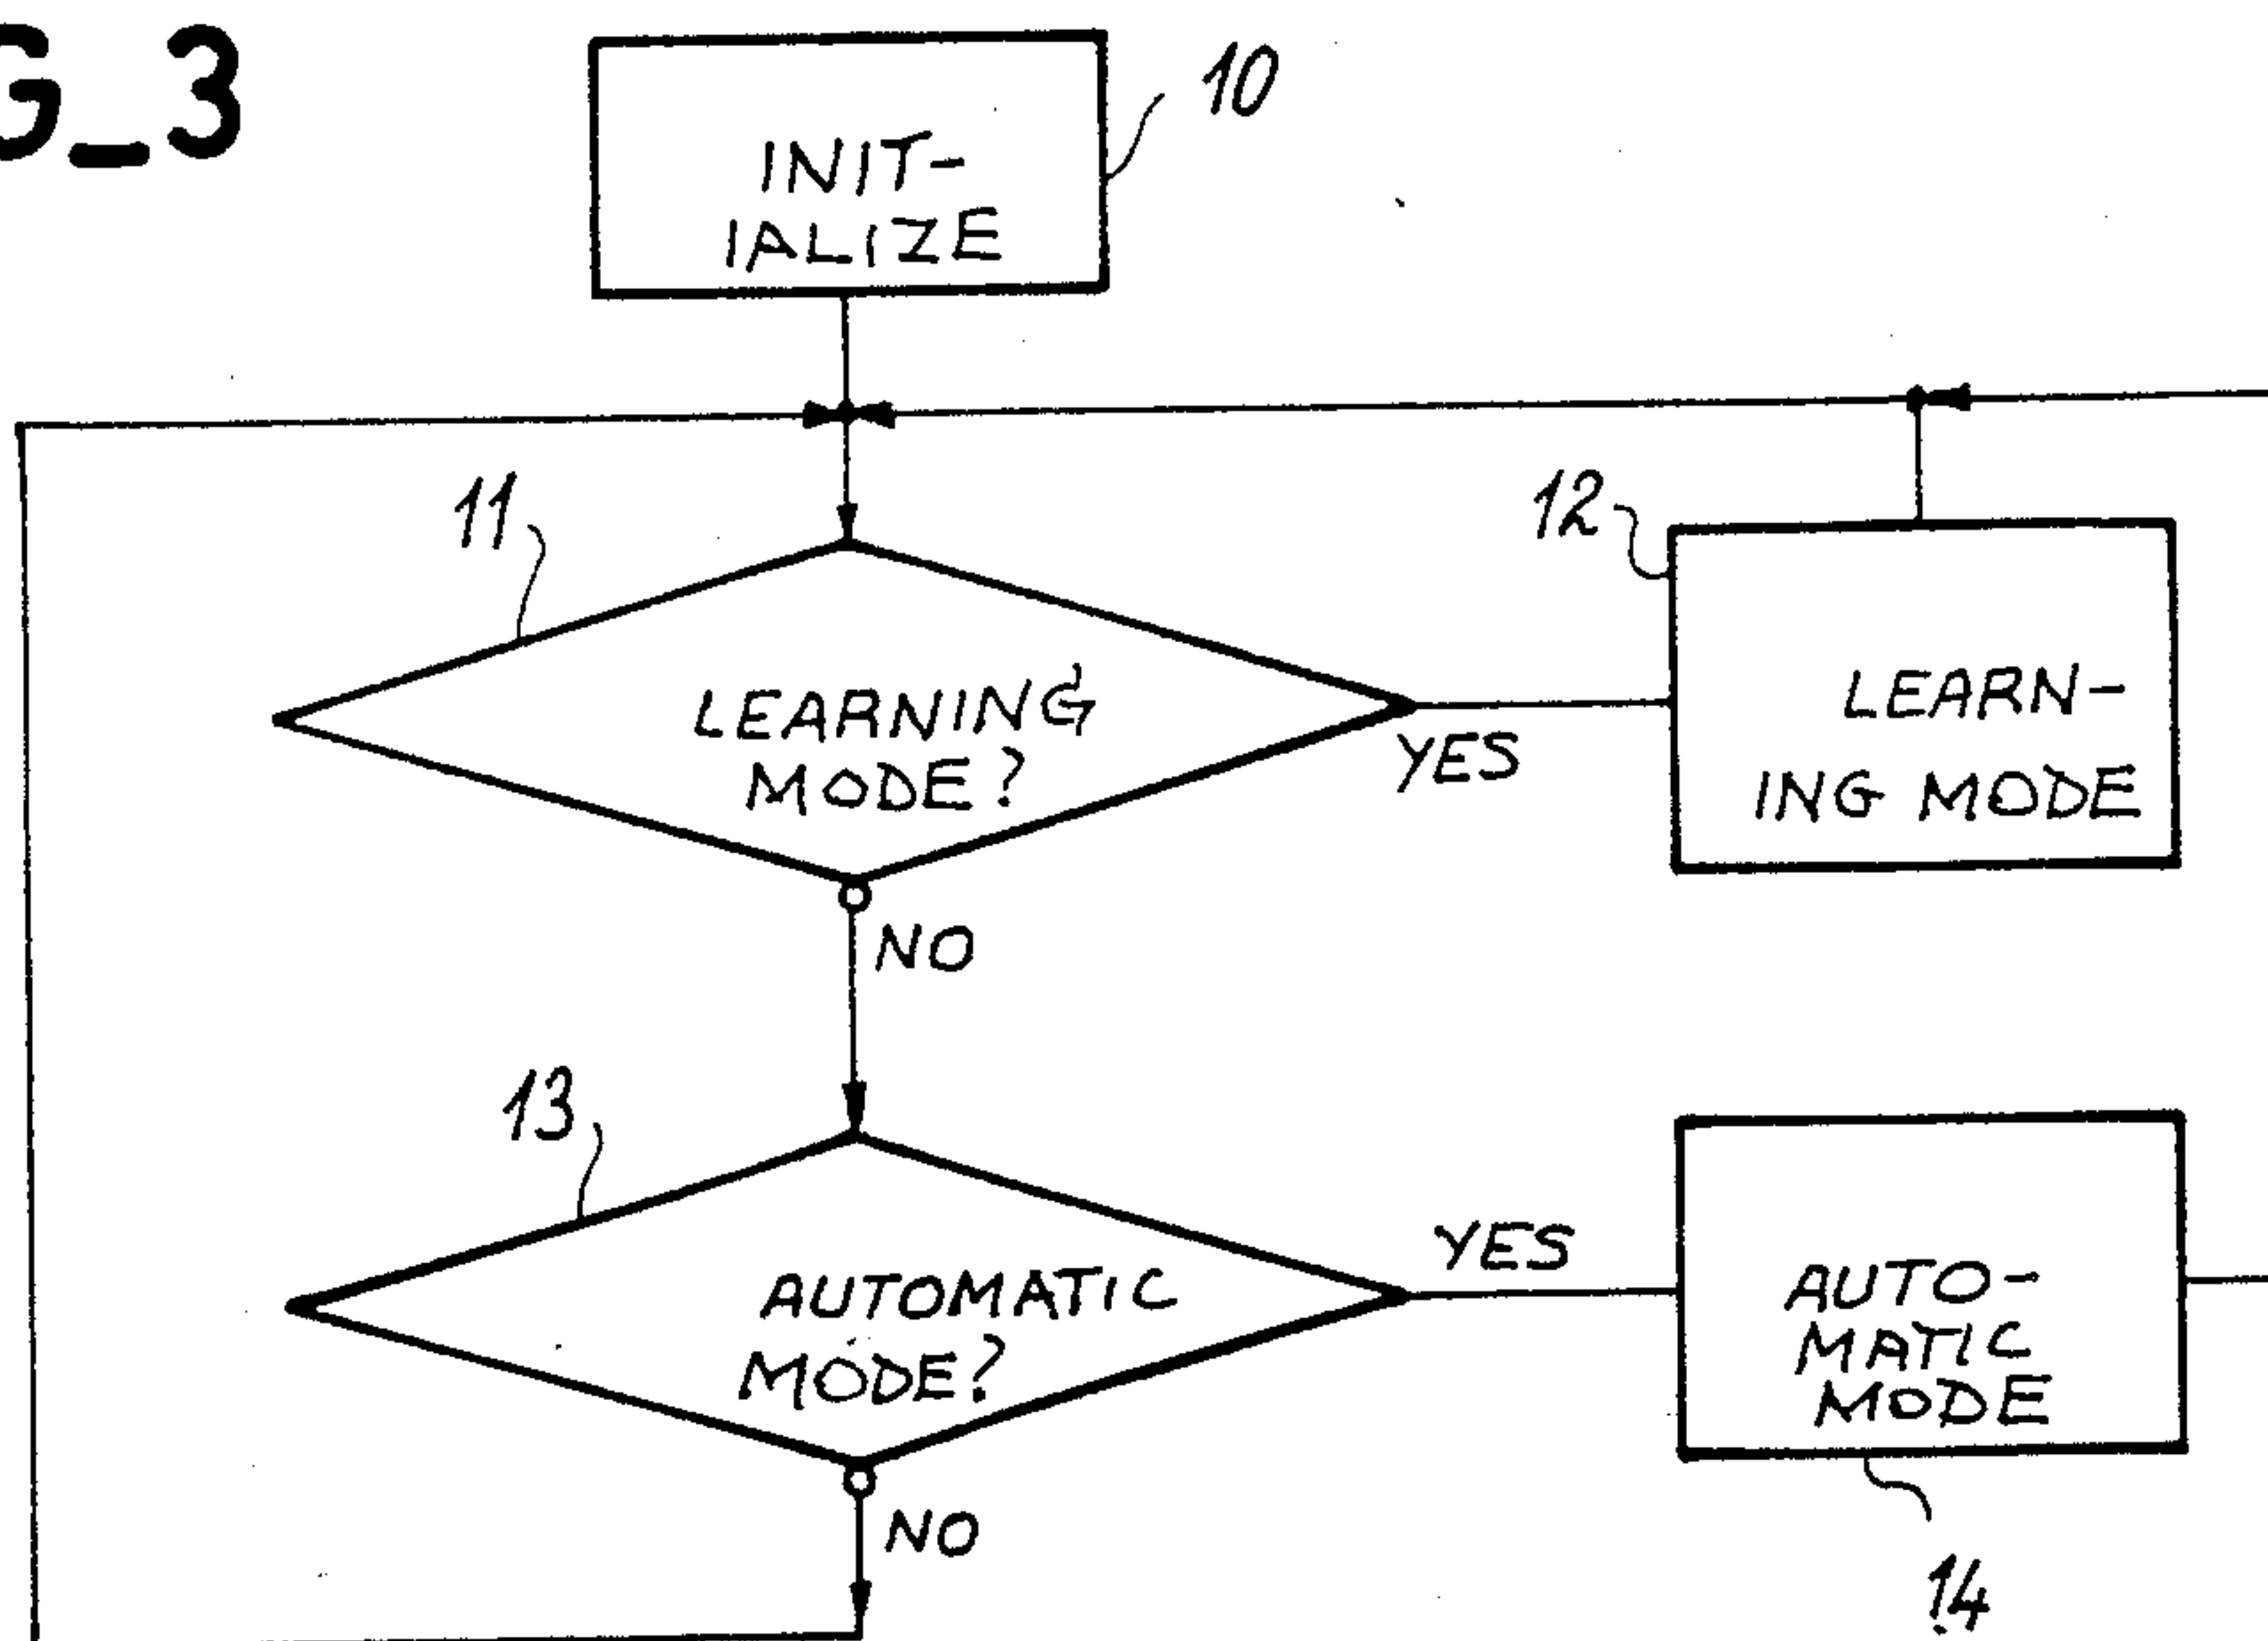 G_3
10
INIT-
IALIZE
11
12
LEARNING
MODE?
YES
LEARN-
ING MODE
NO
13
YES
AUTOMATIC
MODE?
AUTO-
MATIC
MODE
NO
14